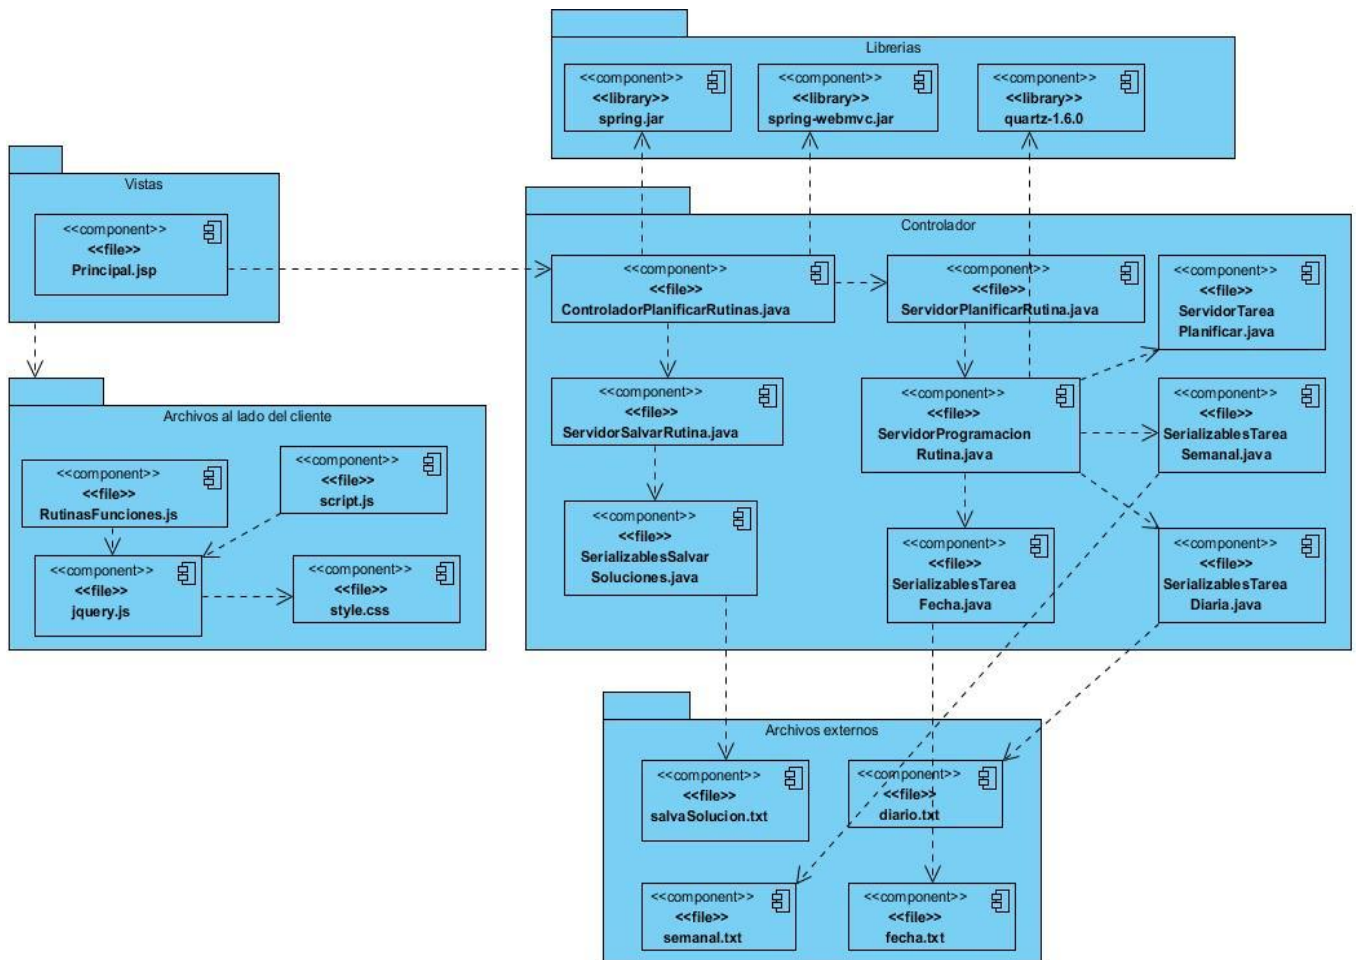 Librerias
<<component>>
<<library>>
spring.jar
<<component>>
<<library>>
spring-webmvc.jar
<<component>>
<<library>>
quartz-1.6.0
Vistas
<<component>>
<<file>>
Principal.jsp
Controlador
<<component>>
<<file>>
ControladorPlanificarRutinas.java
<<component>>
<<file>>
ServidorPlanificarRutina.java
<<component>>
<<file>>
ServidorTarea
Planificar.java
<<component>>
<<file>>
ServidorSalvarRutina.java
<<component>>
<<file>>
ServidorProgramacion
Rutina.java
<<component>>
<<file>>
SerializablesTarea
Semanal.java
<<component>>
<<file>>
SerializablesSalvar
Soluciones.java
<<component>>
<<file>>
SerializablesTarea
Fecha.java
<<component>>
<<file>>
SerializablesTarea
Diaria.java
Archivos al lado del cliente
<<component>>
<<file>>
RutinasFunciones.js
<<component>>
<<file>>
script.js
<<component>>
<<file>>
jquery.js
<<component>>
<<file>>
style.css
Archivos externos
<<component>>
<<file>>
salvaSolucion.txt
<<component>>
<<file>>
diario.txt
<<component>>
<<file>>
semanal.txt
<<component>>
<<file>>
fecha.txt